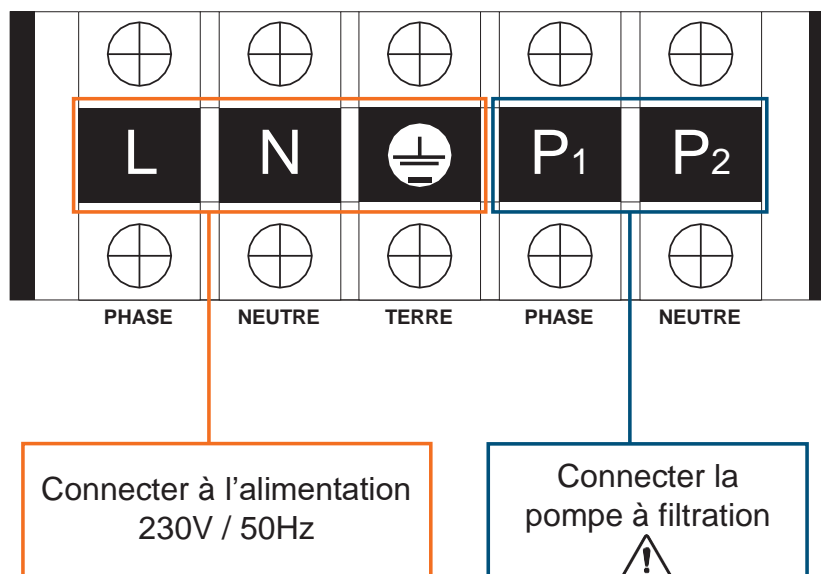 L N P1 P2
PHASE NEUTRE TERRE PHASE NEUTRE
Connecter à l’alimentation
230V / 50Hz
Connecter la
pompe à filtration